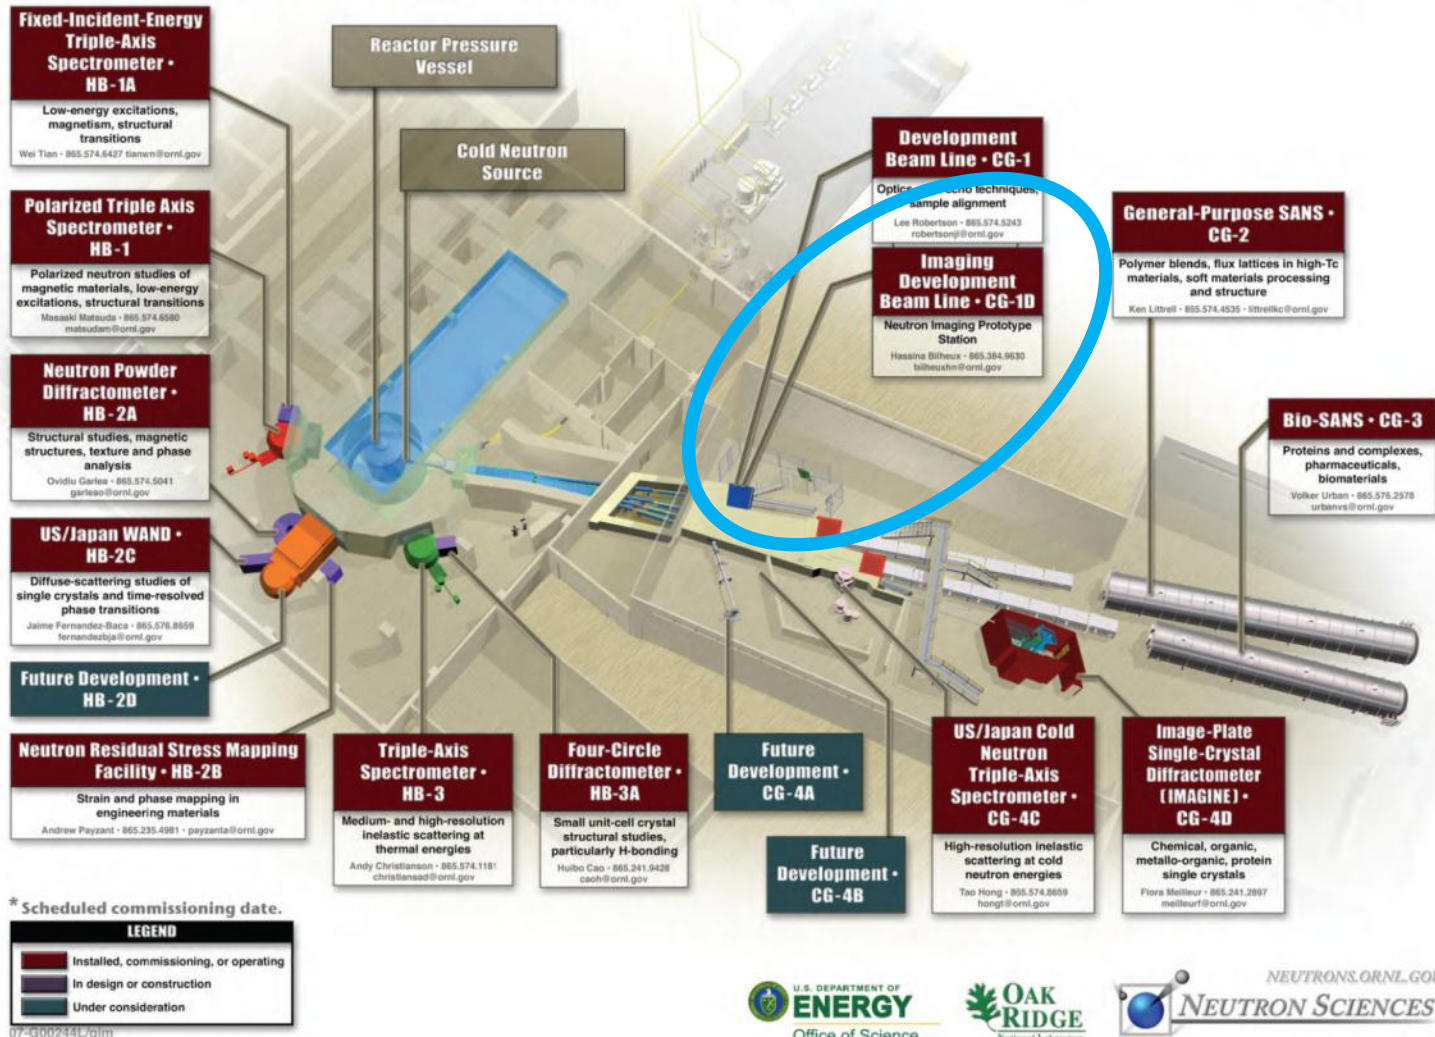 Fixed-Incident-Energy
Triple-Axis
Spectrometer •
HB-1A
Low-energy excitations,
magnetism, structural
transitions
Wei Tian • 865.574.6427 tianwn@ornl.gov
Polarized Triple Axis
Spectrometer •
HB-1
Polarized neutron studies of
magnetic materials, low-energy
excitations, structural transitions
Masaaki Matsuda • 865.574.6580
matsudam@ornl.gov
Neutron Powder
Diffractometer •
HB-2A
Structural studies, magnetic
structures, texture and phase
analysis
Ovidiu Garlea • 865.574.5041
garleao@ornl.gov
US/Japan WAND •
HB-2C
Diffuse-scattering studies of
single crystals and time-resolved
phase transitions
Jaime Fernandez-Baca • 865.576.8659
fernandezbja@ornl.gov
Future Development •
HB-2D
Neutron Residual Stress Mapping
Facility • HB-2B
Strain and phase mapping in
engineering materials
Andrew Payzant • 865.235.4981 • payzanta@ornl.gov
Reactor Pressure
Vessel
Cold Neutron
Source
Development
Beam Line • CG-1
Optics echo techniques,
sample alignment
Lee Robertson • 865.574.5243
robertsonjl@ornl.gov
Imaging
Development
Beam Line • CG-1D
Neutron Imaging Prototype
Station
Hassina Bilheux • 865.384.9630
bilheuxhn@ornl.gov
General-Purpose SANS •
CG-2
Polymer blends, flux lattices in high-Tc
materials, soft materials processing
and structure
Ken Littrell • 865.574.4535 • littrellkc@ornl.gov
Bio-SANS • CG-3
Proteins and complexes,
pharmaceuticals,
biomaterials
Volker Urban • 865.576.2578
urbanvs@ornl.gov
Triple-Axis
Spectrometer •
HB-3
Medium- and high-resolution
inelastic scattering at
thermal energies
Andy Christianson • 865.574.1181
christiansad@ornl.gov
Four-Circle
Diffractometer •
HB-3A
Small unit-cell crystal
structural studies,
particularly H-bonding
Huibo Cao • 865.241.9428
caoh@ornl.gov
Future
Development •
CG-4A
Future
Development •
CG-4B
US/Japan Cold
Neutron
Triple-Axis
Spectrometer •
CG-4C
High-resolution inelastic
scattering at cold
neutron energies
Tao Hong • 865.574.8659
hongt@ornl.gov
Image-Plate
Single-Crystal
Diffractometer
(IMAGINE) •
CG-4D
Chemical, organic,
metallo-organic, protein
single crystals
Flora Meilleur • 865.241.2897
meilleurf@ornl.gov
* Scheduled commissioning date.
LEGEND
Installed, commissioning, or operating
In design or construction
Under consideration
07-G00244L/gim
U.S. DEPARTMENT OF
ENERGY
Office of Science
OAK
RIDGE
National Laboratory
NEUTRONS.ORNL.GO
NEUTRON SCIENCES